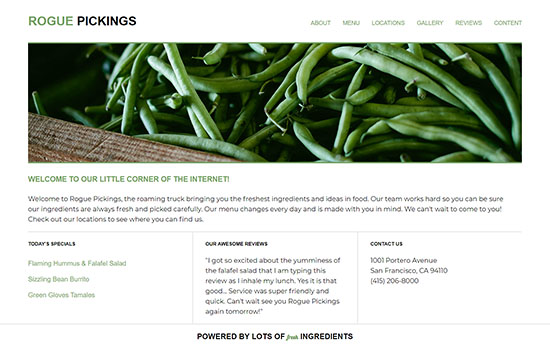 ROGUE PICKINGS
ABOUT MENU LOCATIONS GALLERY REVIEWS CONTENT
WELCOME TO OUR LITTLE CORNER OF THE INTERNET!
Welcome to Rogue Pickings, the roaming truck bringing you the freshest ingredients and ideas in food. Our team works hard so you can be sure
our ingredients are always fresh and picked carefully. Our menu changes every day and is made with you in mind. We can't wait to come to you!
Check out our locations to see where you can find us.
TODAY'S SPECIALS
Flaming Hummus & Falafel Salad
Sizzling Bean Burrito
Green Gloves Tamales
OUR AWESOME REVIEWS
"I got so excited about the yumminess of
the falafel salad that I am typing this
review as I inhale my lunch. Yes it is that
good... Service was super friendly and
quick. Can't wait see you Rogue Pickings
again tomorrow!"
CONTACT US
1001 Portero Avenue
San Francisco, CA 94110
(415) 206-8000
POWERED BY LOTS OF fresh INGREDIENTS